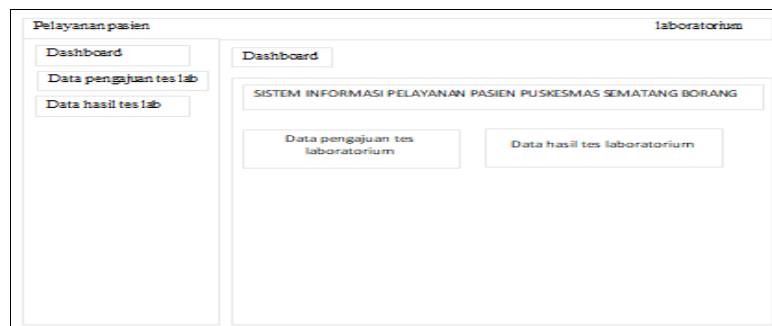 Pelayanan pasien
laboratorium
Dashboard
Data pengajuan tes lab
Data hasil tes lab
Dashboard
SISTEM INFORMASI PELAYANAN PASIEN PUSKESMAS SEMATANG BORANG
Data pengajuan tes
laboratorium
Data hasil tes laboratorium